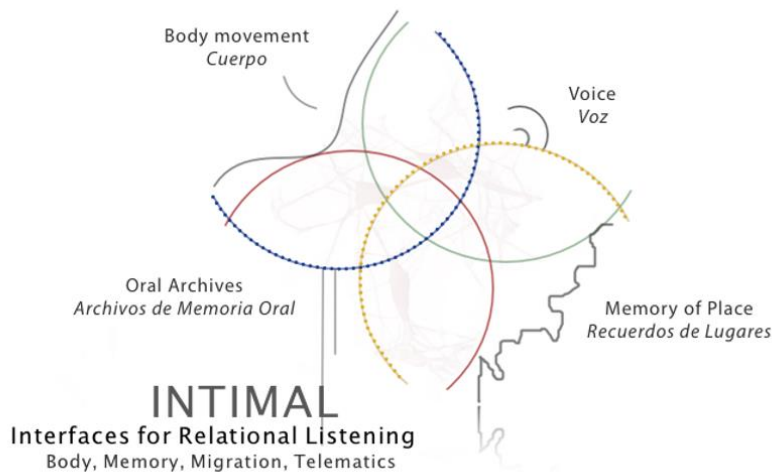 Body movement
Cuerpo
Voice
Voz
Oral Archives
Archivos de Memoria Oral
Memory of Place
Recuerdos de Lugares
INTIMAL
Interfaces for Relational Listening
Body, Memory, Migration, Telematics